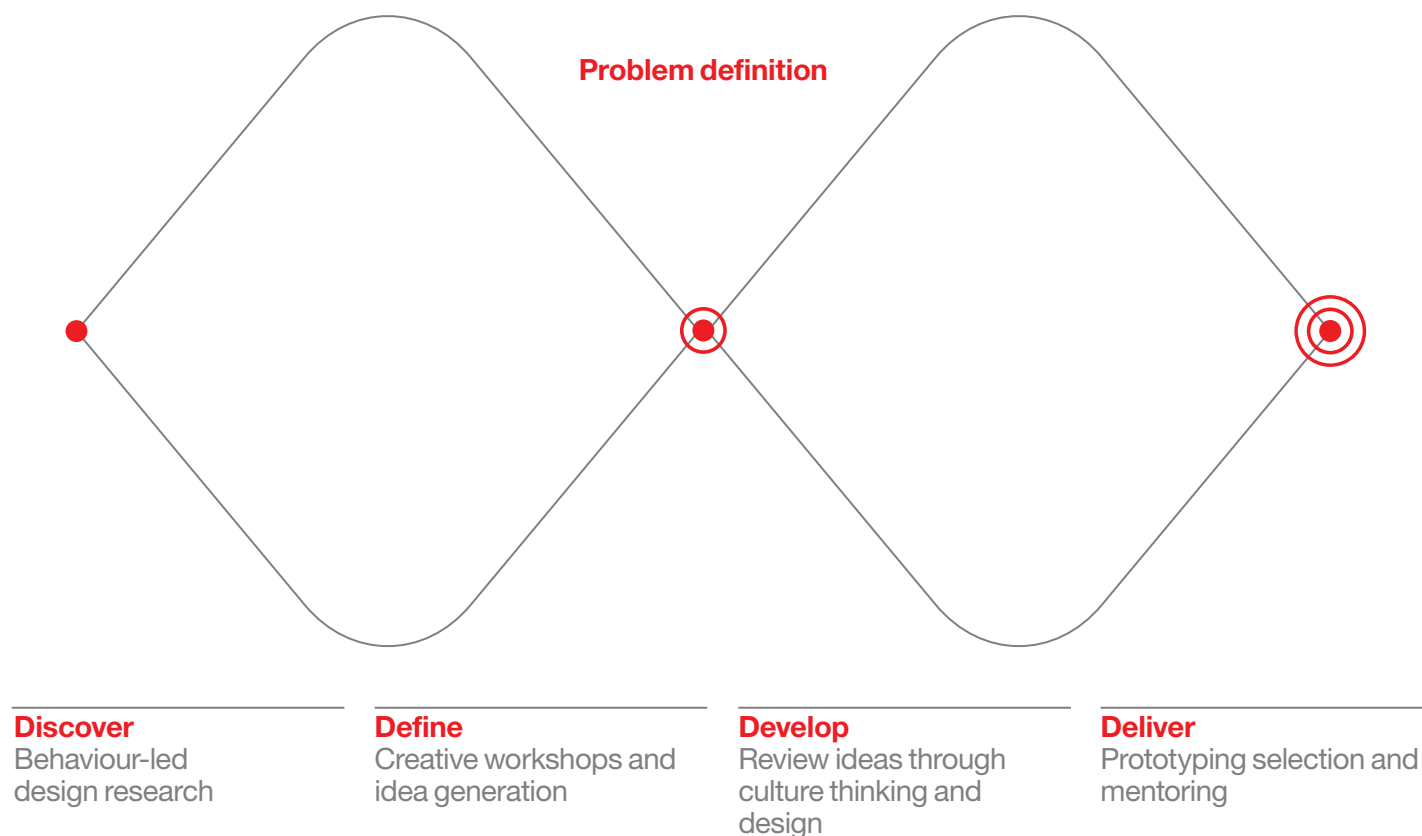 Problem definition
Discover
Behaviour-led
design research
Define
Creative workshops and
idea generation
Develop
Review ideas through
culture thinking and
design
Deliver
Prototyping selection and
mentoring